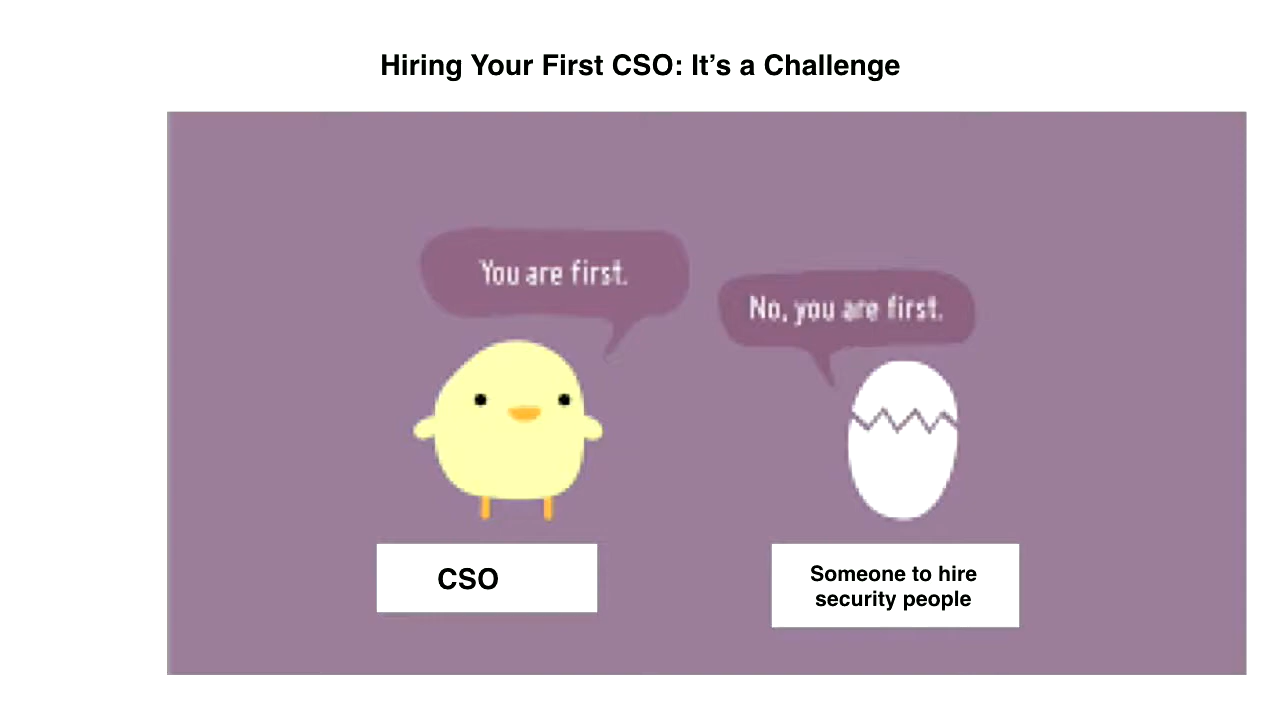 Hiring Your First CSO: It’s a Challenge
You are first.
No, you are first.
CSO
Someone to hire
security people